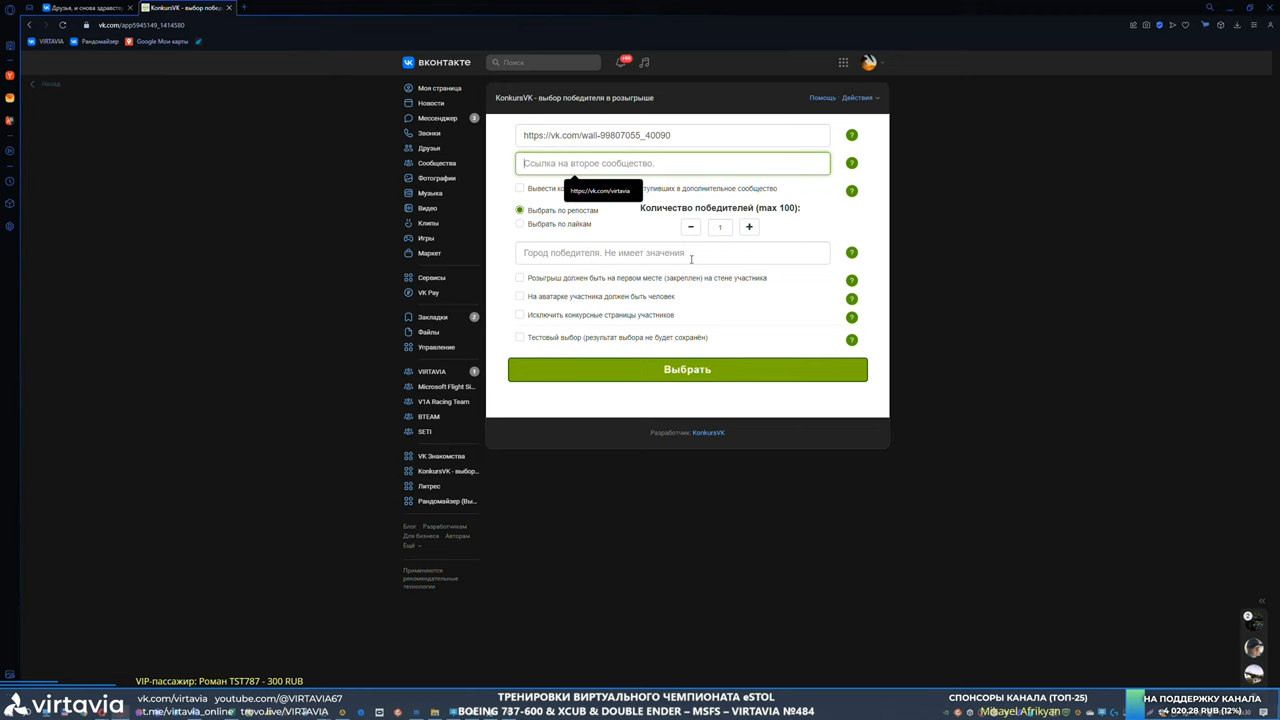 Друзья, и снова здравствс
KonkursVK - выбор побед
vk.com/app5945149_1414580
VIRTAVIA
Рандомайзер
Google Мои карты
Назад
вконтакте
Поиск
+99
Моя страница
Новости
Мессенджер
3
Звонки
Друзья
Сообщества
Фотографии
Музыка
Видео
Клипы
Игры
Маркет
Сервисы
VK Pay
Закладки
2
Файлы
Управление
VIRTAVIA
1
Microsoft Flight Si...
V1A Racing Team
BTEAM
SETI
VK Знакомства
KonkursVK - выбор...
Литрес
Рандомайзер (Вы...
Блог Разработчикам
Для бизнеса Авторам
Ещё
Применяются
рекомендательные
технологии
KonkursVK - выбор победителя в розыгрыше
Помощь · Действия
https://vk.com/wall-99807055_40090
?
Ссылка на второе сообщество.
?
https://vk.com/virtavia
Вывести ко
тупивших в дополнительное сообщество
?
Выбрать по репостам
Выбрать по лайкам
Количество победителей (max 100):
− 1 +
Город победителя. Не имеет значения
?
Розыгрыш должен быть на первом месте (закреплен) на стене участника
?
На аватарке участника должен быть человек
?
Исключить конкурсные страницы участников
?
Тестовый выбор (результат выбора не будет сохранён)
?
Выбрать
Разработчик: KonkursVK
2
VIP-пассажир: Роман TST787 - 300 RUB
virtavia
vk.com/virtavia youtube.com/@VIRTAVIA67
t.me/virtavia_online trovo.live/VIRTAVIA
ТРЕНИРОВКИ ВИРТУАЛЬНОГО ЧЕМПИОНАТА eSTOL
BOEING 737-600 & XCUB & DOUBLE ENDER – MSFS – VIRTAVIA №484
СПОНСОРЫ КАНАЛА (ТОП-25)
Migayel Afrikyan
НА ПОДДЕРЖКУ КАНАЛА
4 020.28 RUB (12%)